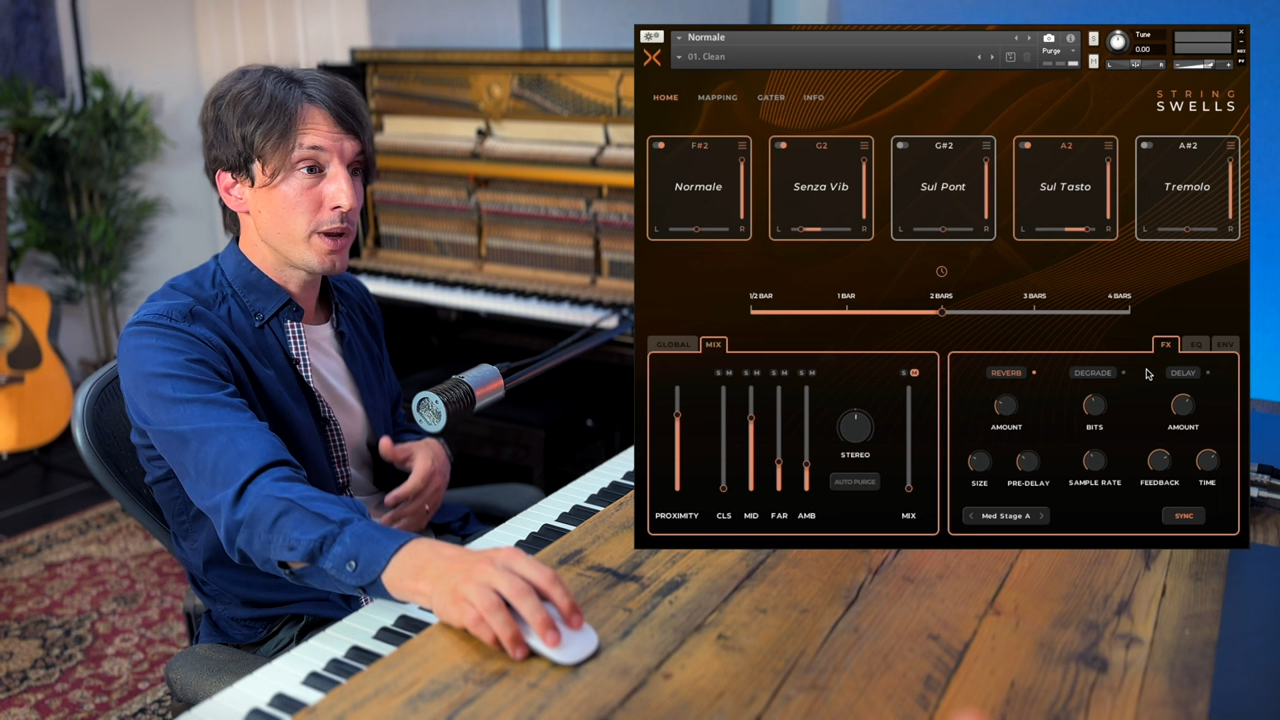 Normale
01. Clean
Purge
S
M
Tune
0.00
L R
HOME MAPPING GATER INFO
STRING
SWELLS
F#2 G2 G#2 A2 A#2
Normale Senza Vib Sul Pont Sul Tasto Tremolo
L R L R L R L R L R
1/2 BAR 1 BAR 2 BARS 3 BARS 4 BARS
GLOBAL MIX
S M S M S M S M S M
STEREO
AUTO PURGE
PROXIMITY CLS MID FAR AMB MIX
FX EQ ENV
REVERB DEGRADE DELAY
AMOUNT BITS AMOUNT
SIZE PRE-DELAY SAMPLE RATE FEEDBACK TIME
Med Stage A SYNC